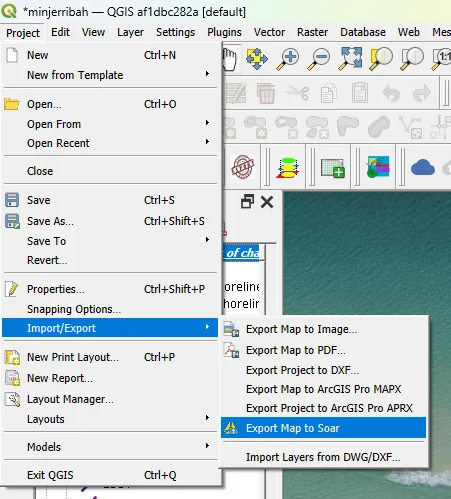 *minjerribah — QGIS af1dbc282a [default]
Project Edit View Layer Settings Plugins Vector Raster Database Web Mes
New Ctrl+N
New from Template
Open... Ctrl+O
Open From
Open Recent
Close
Save Ctrl+S
Save As... Ctrl+Shift+S
Save To
Revert...
of cha
Properties... Ctrl+Shift+P
oreline
Snapping Options...
horelin
Import/Export
Export Map to Image...
New Print Layout... Ctrl+P
Export Map to PDF...
New Report...
Export Project to DXF...
Layout Manager...
Export Map to ArcGIS Pro MAPX
Layouts
Export Project to ArcGIS Pro APRX
Export Map to Soar
Models
Import Layers from DWG/DXF...
Exit QGIS Ctrl+Q